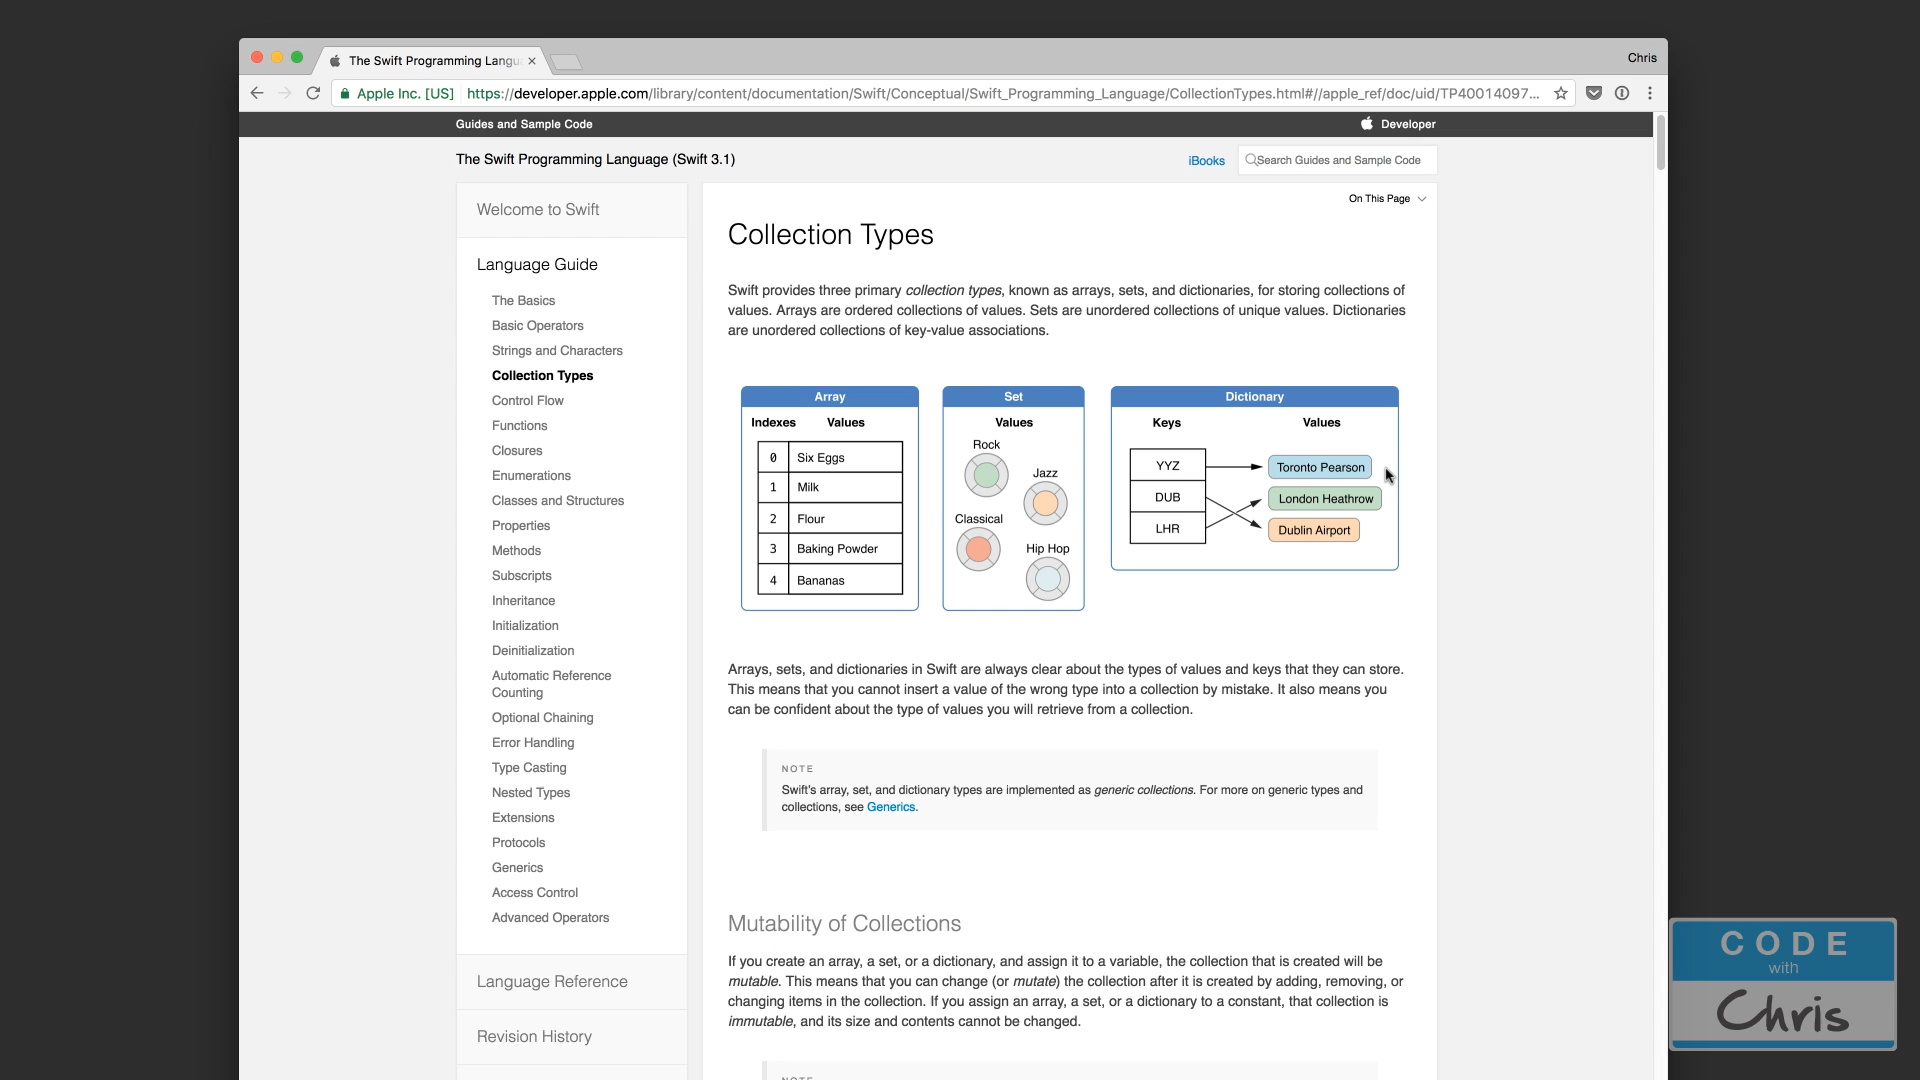 The Swift Programming Langu
Chris
Apple Inc. [US] https://developer.apple.com/library/content/documentation/Swift/Conceptual/Swift_Programming_Language/CollectionTypes.html#//apple_ref/doc/uid/TP40014097...
Guides and Sample Code
Developer
The Swift Programming Language (Swift 3.1)
iBooks
Search Guides and Sample Code
Welcome to Swift
Language Guide
The Basics
Basic Operators
Strings and Characters
Collection Types
Control Flow
Functions
Closures
Enumerations
Classes and Structures
Properties
Methods
Subscripts
Inheritance
Initialization
Deinitialization
Automatic Reference
Counting
Optional Chaining
Error Handling
Type Casting
Nested Types
Extensions
Protocols
Generics
Access Control
Advanced Operators
Language Reference
Revision History
On This Page
Collection Types
Swift provides three primary collection types, known as arrays, sets, and dictionaries, for storing collections of
values. Arrays are ordered collections of values. Sets are unordered collections of unique values. Dictionaries
are unordered collections of key-value associations.
Array
Indexes Values
0 Six Eggs
1 Milk
2 Flour
3 Baking Powder
4 Bananas
Set
Values
Rock
Jazz
Classical
Hip Hop
Dictionary
Keys Values
YYZ Toronto Pearson
DUB London Heathrow
LHR Dublin Airport
Arrays, sets, and dictionaries in Swift are always clear about the types of values and keys that they can store.
This means that you cannot insert a value of the wrong type into a collection by mistake. It also means you
can be confident about the type of values you will retrieve from a collection.
NOTE
Swift's array, set, and dictionary types are implemented as generic collections. For more on generic types and
collections, see Generics.
Mutability of Collections
If you create an array, a set, or a dictionary, and assign it to a variable, the collection that is created will be
mutable. This means that you can change (or mutate) the collection after it is created by adding, removing, or
changing items in the collection. If you assign an array, a set, or a dictionary to a constant, that collection is
immutable, and its size and contents cannot be changed.
NOTE
CODE
with
Chris